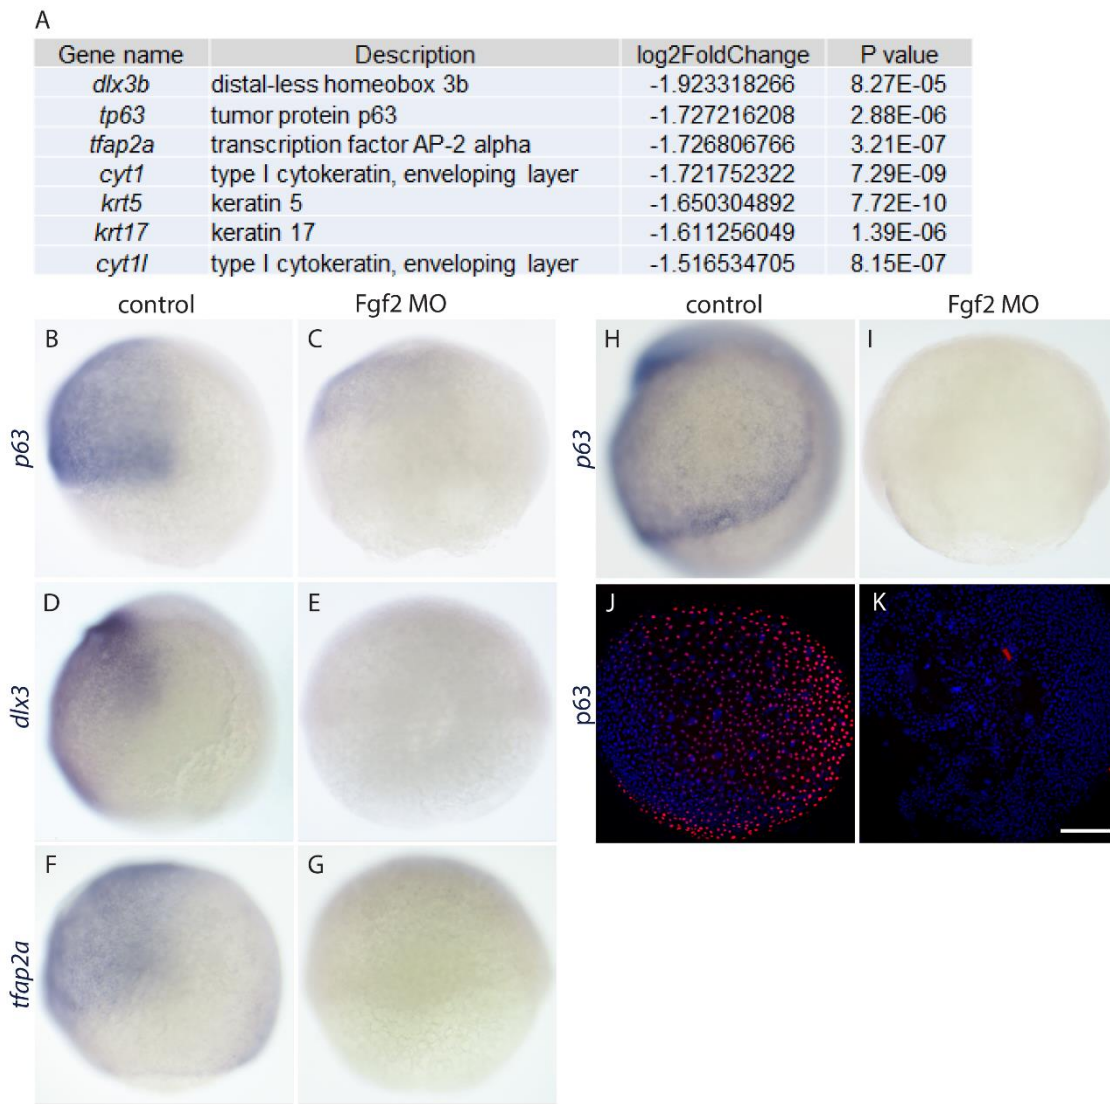 A
Gene name Description log2FoldChange P value
dlx3b distal-less homeobox 3b -1.923318266 8.27E-05
tp63 tumor protein p63 -1.727216208 2.88E-06
tfap2a transcription factor AP-2 alpha -1.726806766 3.21E-07
cyt1 type I cytokeratin, enveloping layer -1.721752322 7.29E-09
krt5 keratin 5 -1.650304892 7.72E-10
krt17 keratin 17 -1.611256049 1.39E-06
cyt1l type I cytokeratin, enveloping layer -1.516534705 8.15E-07
control Fgf2 MO control Fgf2 MO
B C H I
p63 p63
D E J K
dlx3 p63
F G
tfap2a